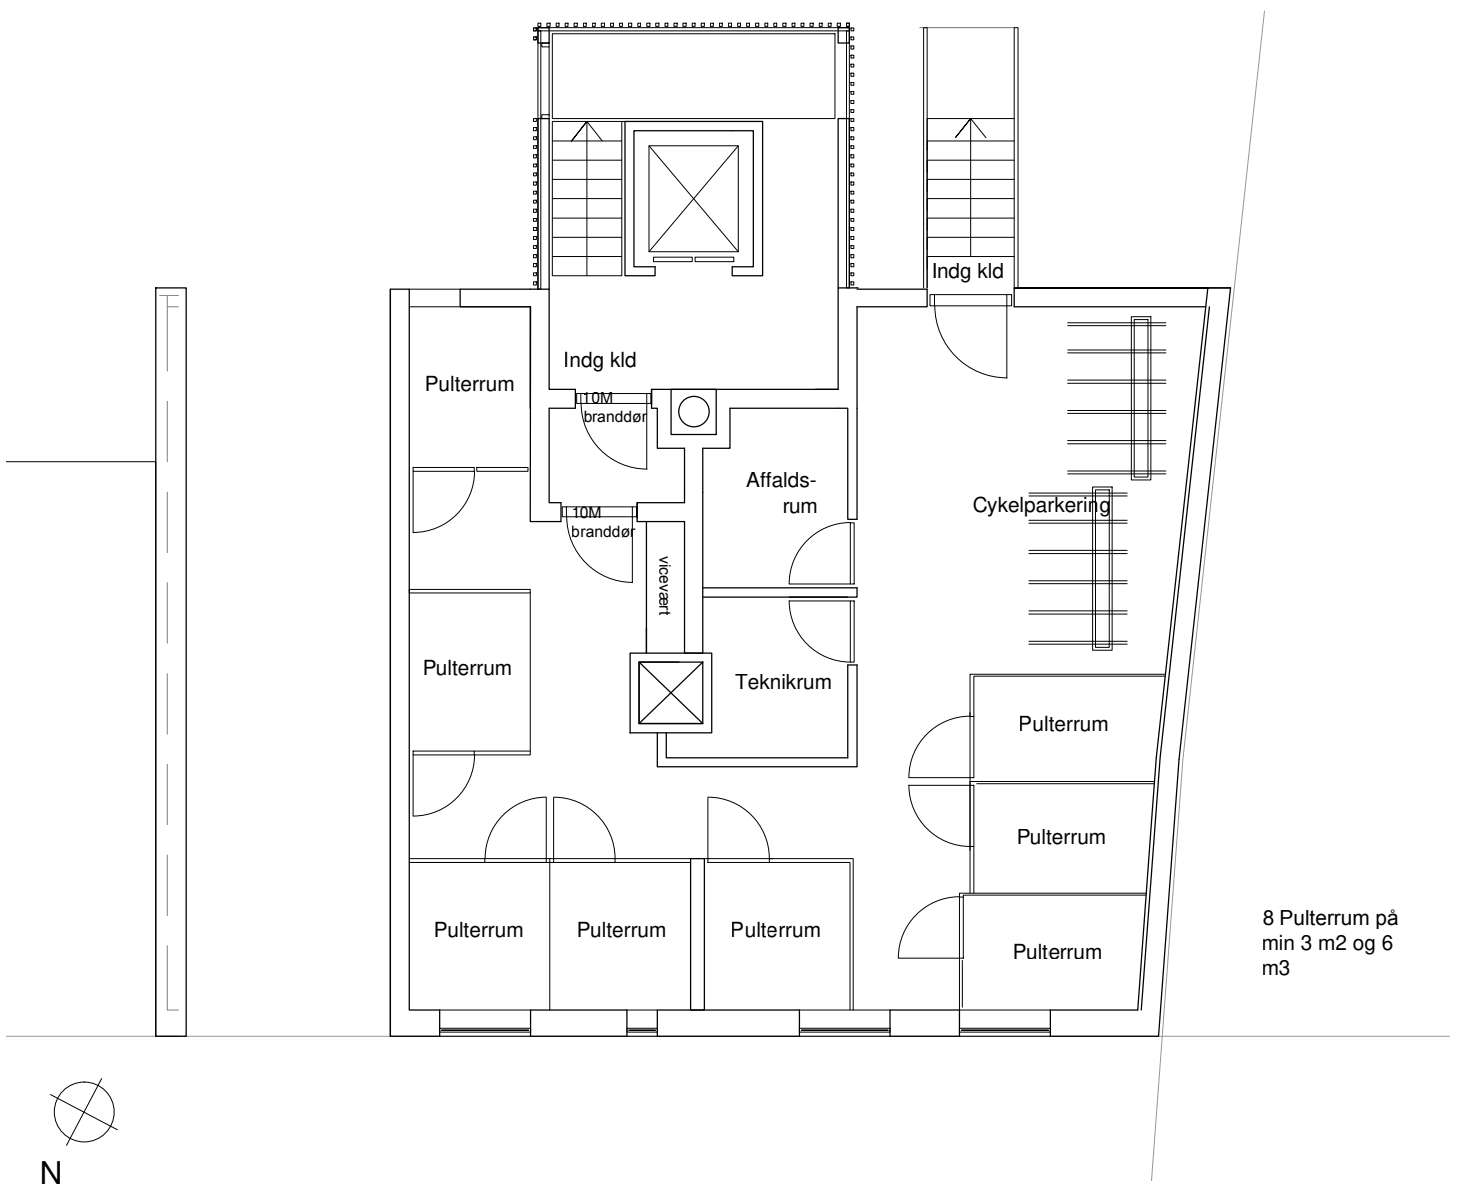 Indg kld
Indg kld
Pulterrum
10M
branddør
Affalds-
rum
Cykelparkering
10M
branddør
vicevært
Pulterrum
Teknikrum
Pulterrum
Pulterrum
Pulterrum
Pulterrum
Pulterrum
Pulterrum
8 Pulterrum på
min 3 m2 og 6
m3
N